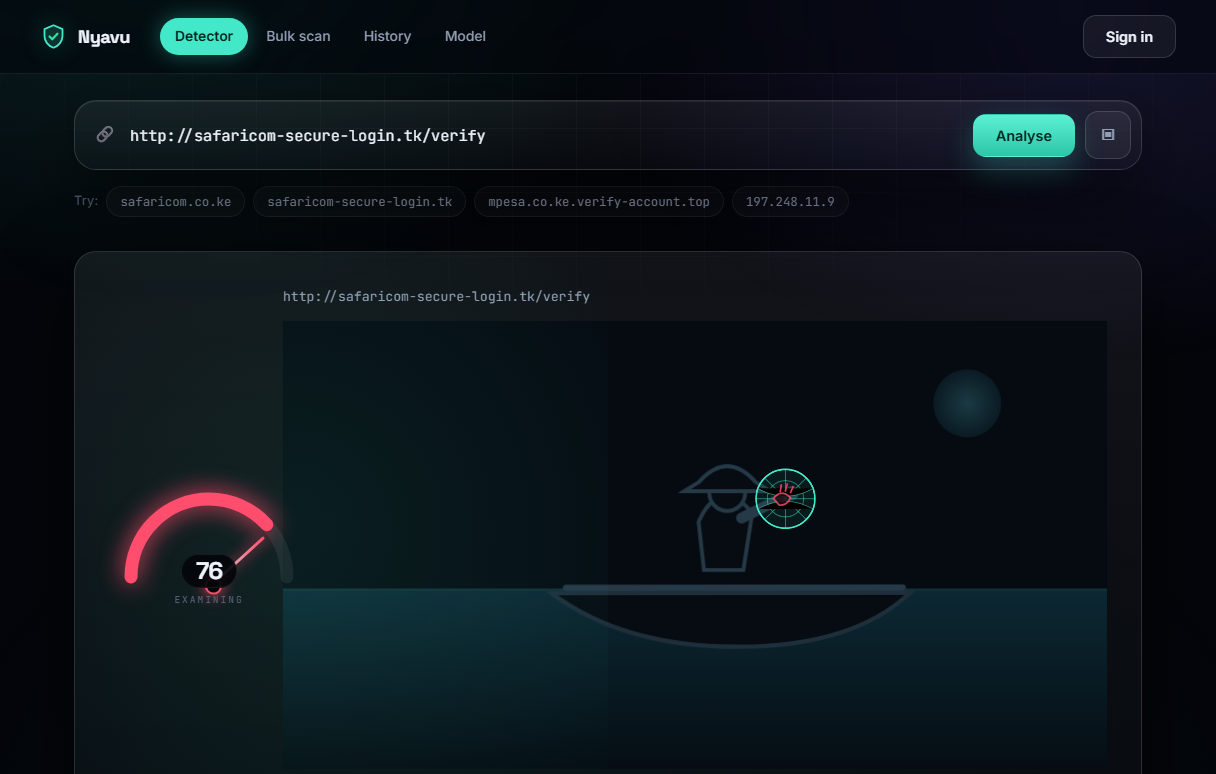 Nyavu
Detector
Bulk scan
History
Model
Sign in
http://safaricom-secure-login.tk/verify
Analyse
Try:
safaricom.co.ke
safaricom-secure-login.tk
mpesa.co.ke.verify-account.top
197.248.11.9
http://safaricom-secure-login.tk/verify
76
EXAMINING